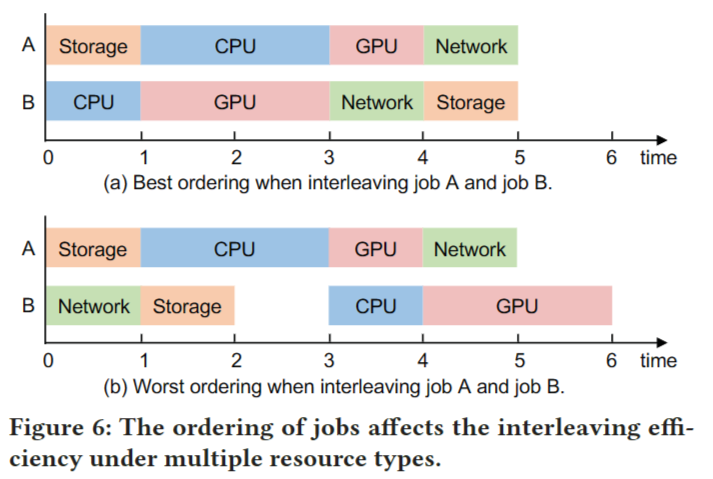 A Storage CPU GPU Network
B CPU GPU Network Storage
0 1 2 3 4 5 6 time
(a) Best ordering when interleaving job A and job B.
A Storage CPU GPU Network
B Network Storage CPU GPU
0 1 2 3 4 5 6 time
(b) Worst ordering when interleaving job A and job B.
Figure 6: The ordering of jobs affects the interleaving effi-
ciency under multiple resource types.